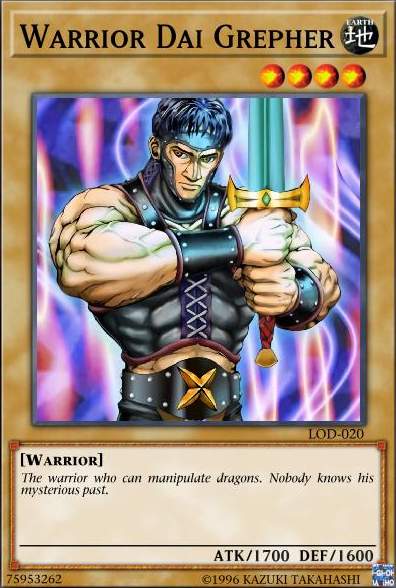 WARRIOR DAI GREPHER
EARTH
地
LOD-020
[WARRIOR]
The warrior who can manipulate dragons. Nobody knows his
mysterious past.
ATK/1700 DEF/1600
75953262
©1996 KAZUKI TAKAHASHI